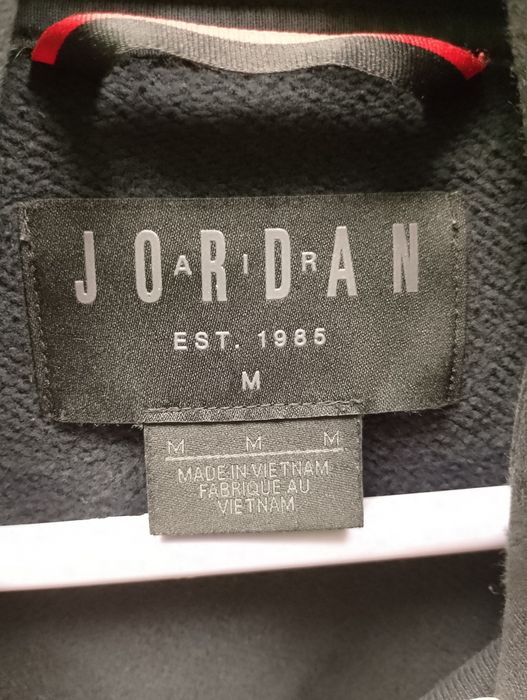 JORDAN
AIR
EST. 1985
M
M M M
MADE IN VIETNAM
FABRIQUE AU
VIETNAM